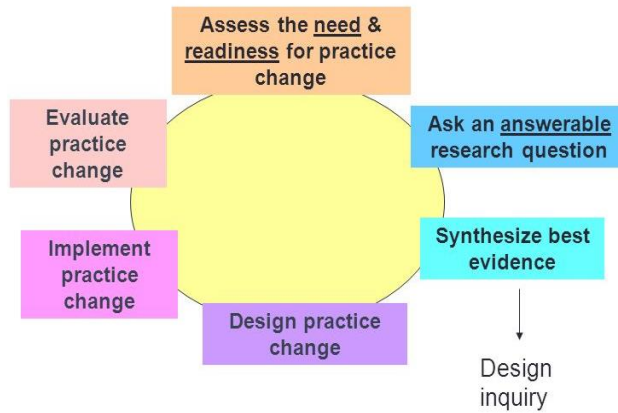 Assess the need &
readiness for practice
change
Ask an answerable
research question
Synthesize best
evidence
Design
inquiry
Design practice
change
Implement
practice
change
Evaluate
practice
change